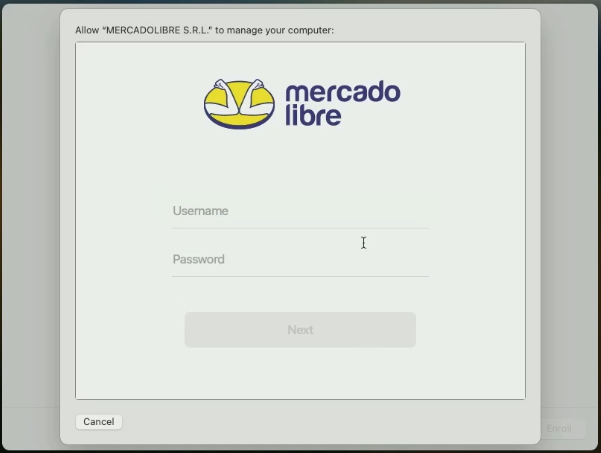 Allow “MERCADOLIBRE S.R.L.” to manage your computer:
mercado
libre
Username
Password
Next
Cancel
Enroll